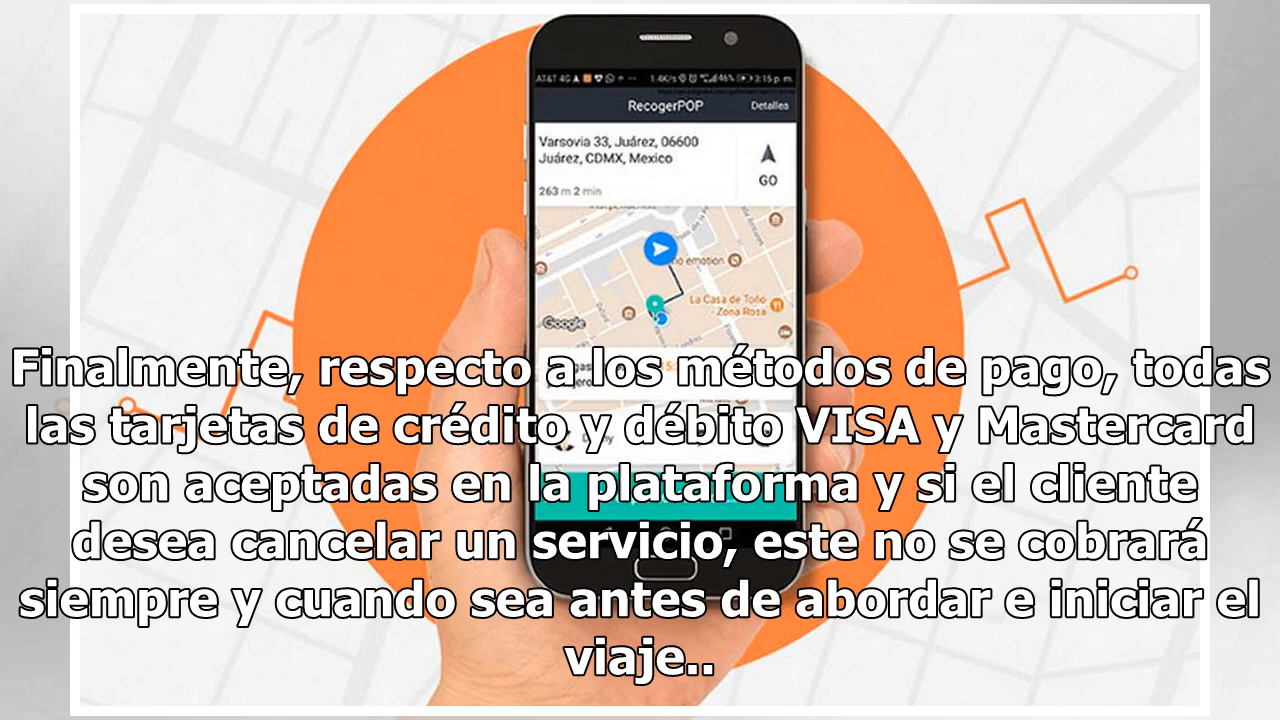 AT&T 4G
46%
3:15 p. m.
RecogerPOP
Detalles
Varsovia 33, Juárez, 06600
Juárez, CDMX, Mexico
GO
263 m 2 min
no emotion
La Casa de Toño
- Zona Rosa
Google
Finalmente, respecto a los métodos de pago, todas
las tarjetas de crédito y débito VISA y Mastercard
son aceptadas en la plataforma y si el cliente
desea cancelar un servicio, este no se cobrará
siempre y cuando sea antes de abordar e iniciar el
viaje..